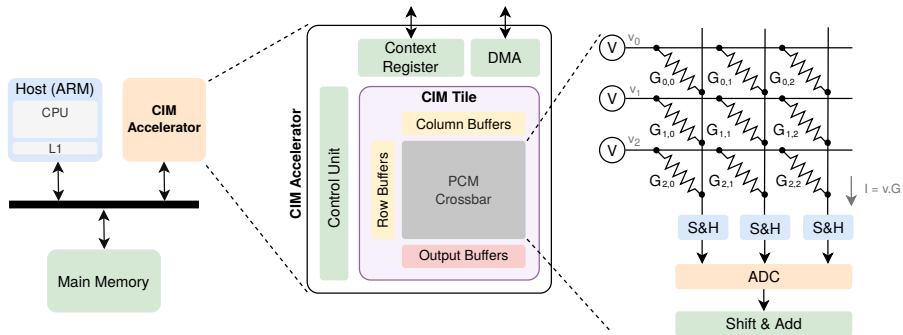 Host (ARM)
CPU
L1
CIM
Accelerator
Main Memory
CIM Accelerator
Context
Register
DMA
Control Unit
CIM Tile
Column Buffers
Row Buffers
PCM
Crossbar
Output Buffers
V v0
G0,0 G0,1 G0,2
V v1
G1,0 G1,1 G1,2
V v2
G2,0 G2,1 G2,2
I = v.G
S&H S&H S&H
ADC
Shift & Add